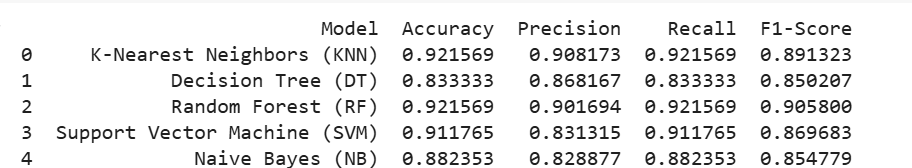 Model Accuracy Precision Recall F1-Score
0 K-Nearest Neighbors (KNN) 0.921569 0.908173 0.921569 0.891323
1 Decision Tree (DT) 0.833333 0.868167 0.833333 0.850207
2 Random Forest (RF) 0.921569 0.901694 0.921569 0.905800
3 Support Vector Machine (SVM) 0.911765 0.831315 0.911765 0.869683
4 Naive Bayes (NB) 0.882353 0.828877 0.882353 0.854779